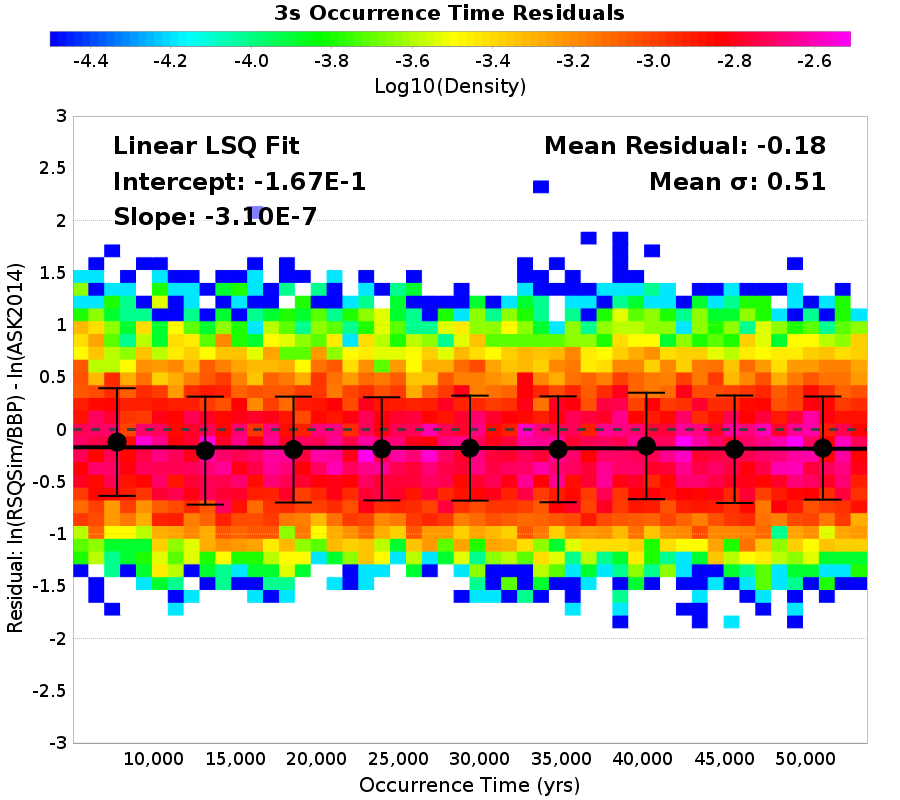 3s Occurrence Time Residuals
-4.4 -4.2 -4.0 -3.8 -3.6 -3.4 -3.2 -3.0 -2.8 -2.6
Log10(Density)
Linear LSQ Fit
Intercept: -1.67E-1
Slope: -3.10E-7
Mean Residual: -0.18
Mean σ: 0.51
Residual: ln(RSQSim/BBP) - ln(ASK2014)
3
2.5
2
1.5
1
0.5
0
-0.5
-1
-1.5
-2
-2.5
-3
10,000 15,000 20,000 25,000 30,000 35,000 40,000 45,000 50,000
Occurrence Time (yrs)